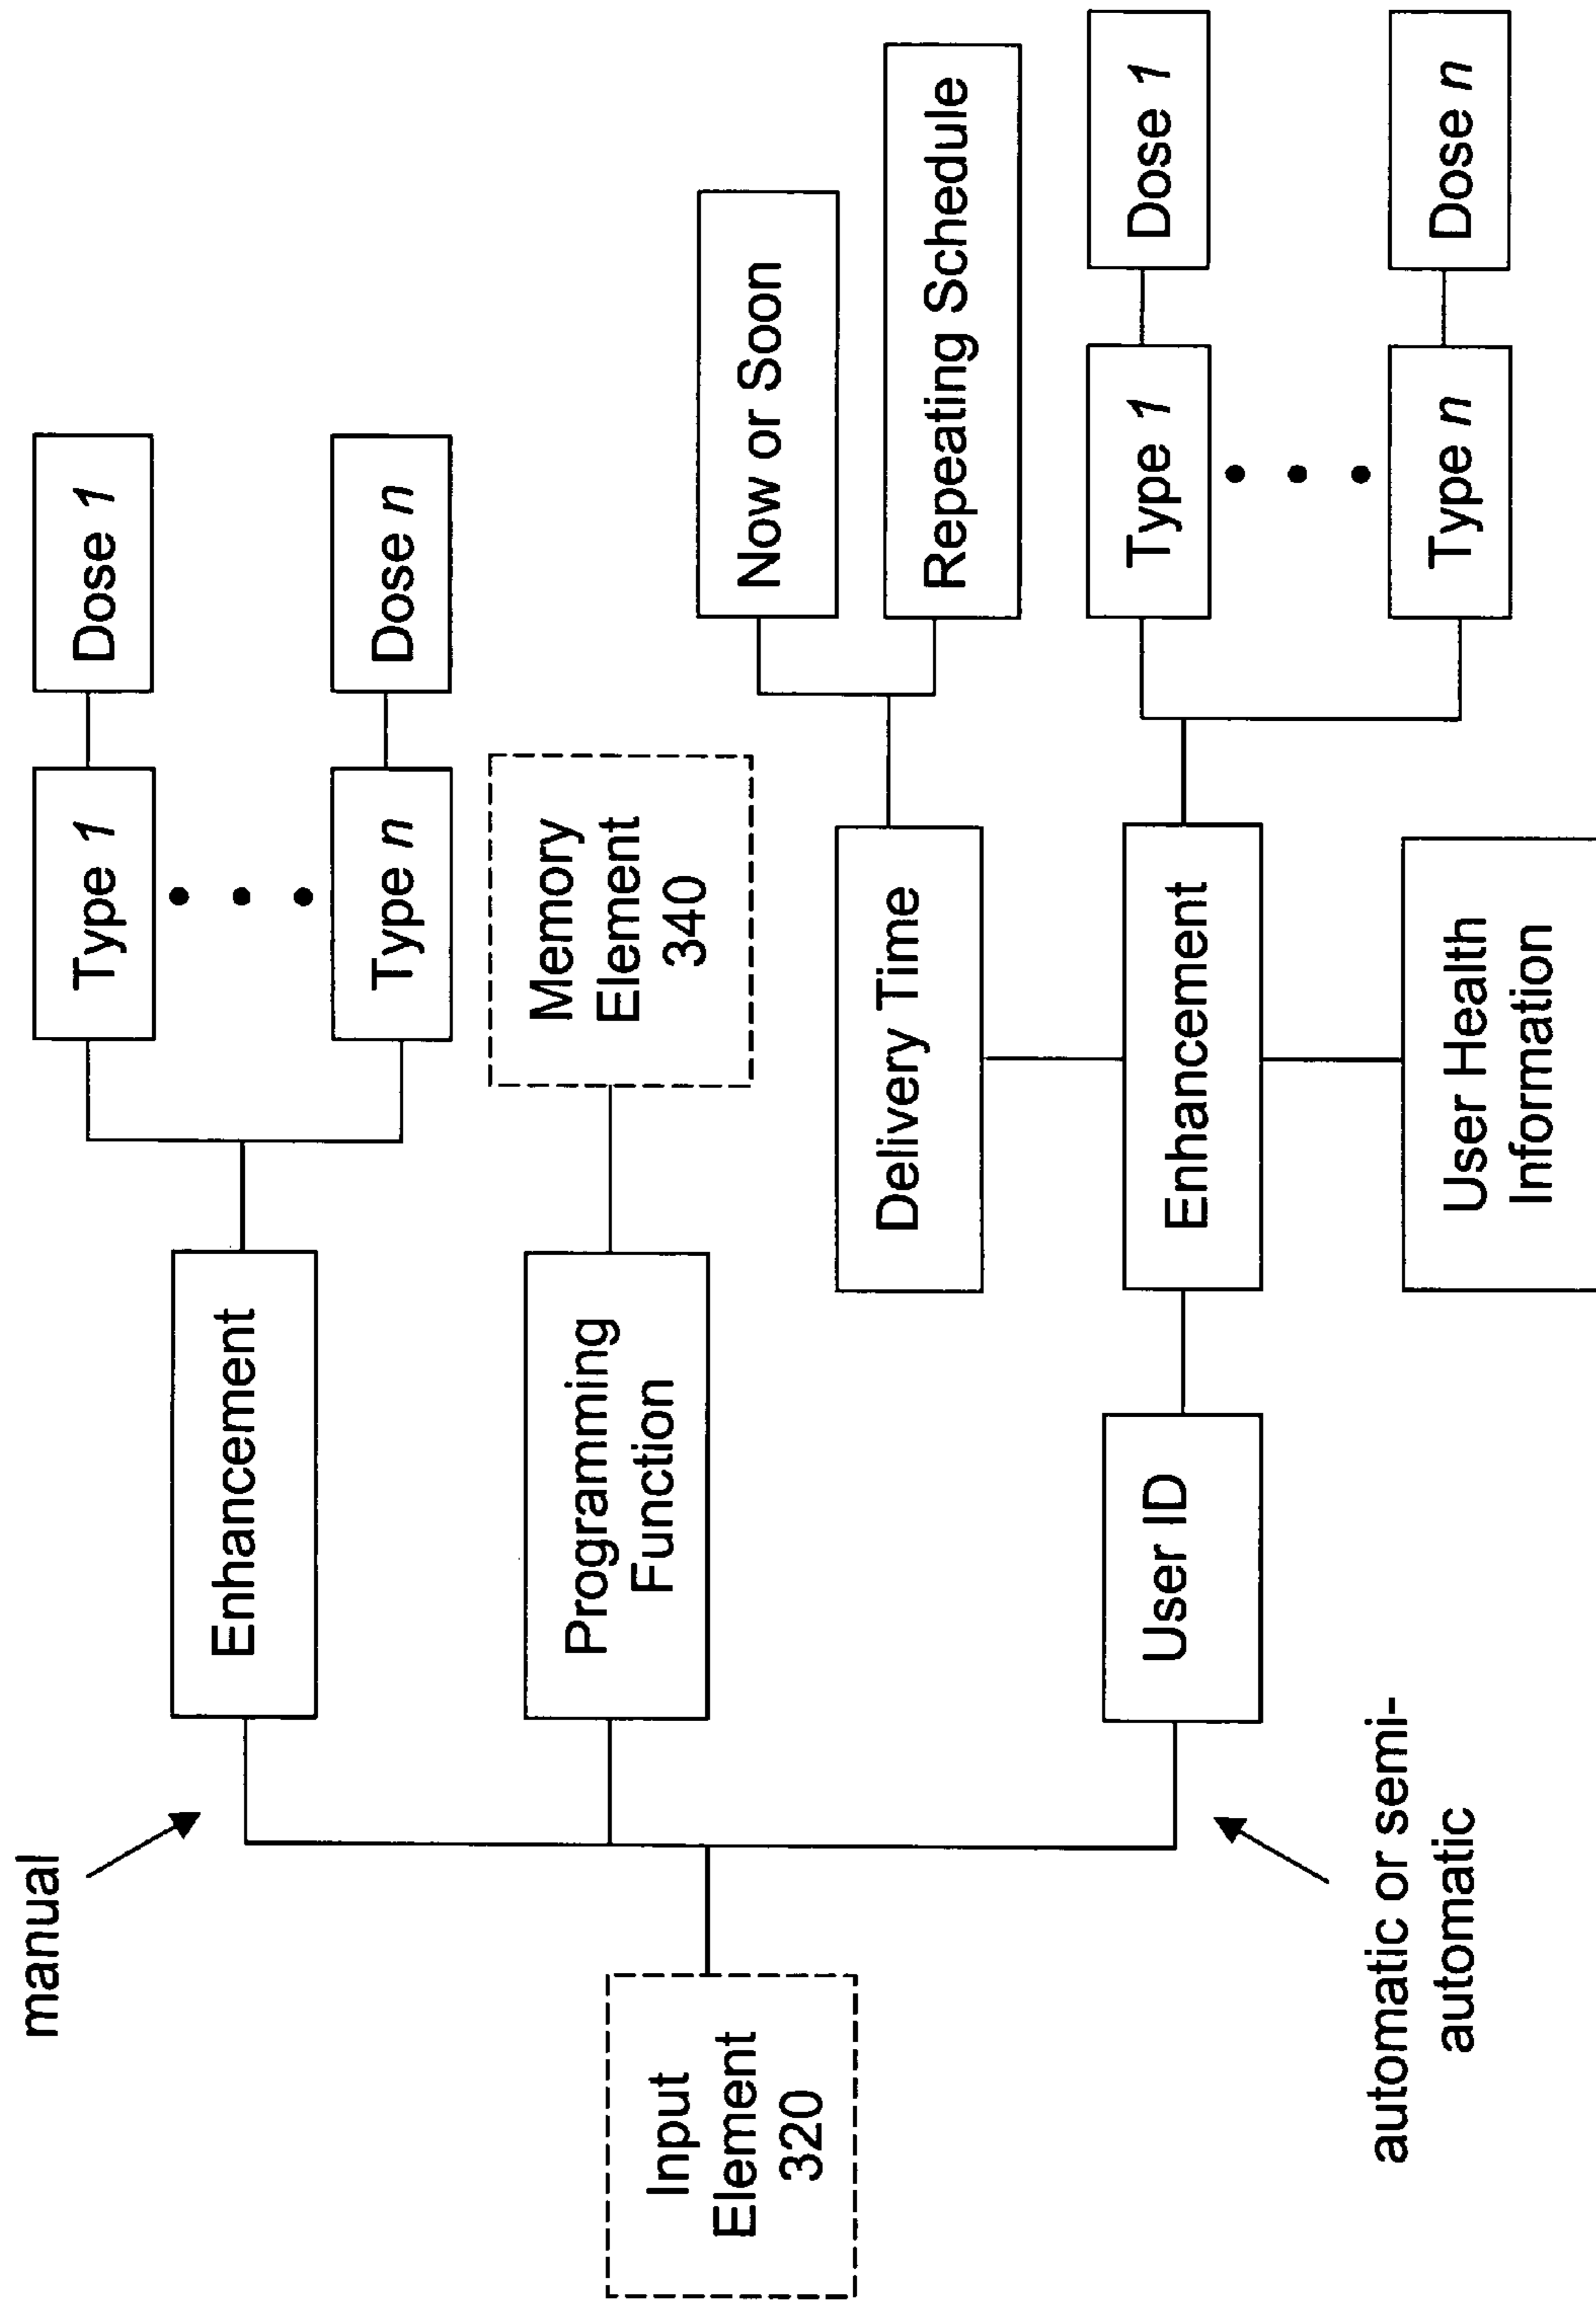 manual
Enhancement
Type 1
Dose 1
Type n
Dose n
Input
Element
320
Programming
Function
Memory
Element
340
Delivery Time
Now or Soon
Repeating Schedule
User ID
Enhancement
Type 1
Dose 1
Type n
Dose n
User Health
Information
automatic or semi-
automatic